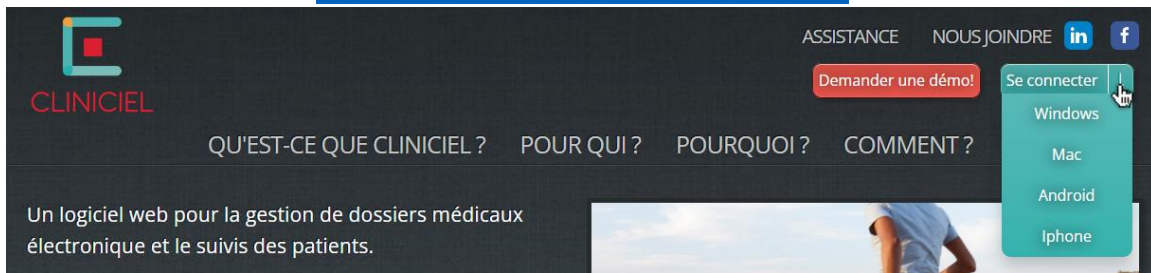 ASSISTANCE NOUS JOINDRE in f
CLINICIEL
Demander une démo! Se connecter
Windows
QU'EST-CE QUE CLINICIEL ? POUR QUI ? POURQUOI ? COMMENT ?
Mac
Android
Iphone
Un logiciel web pour la gestion de dossiers médicaux
électronique et le suivis des patients.